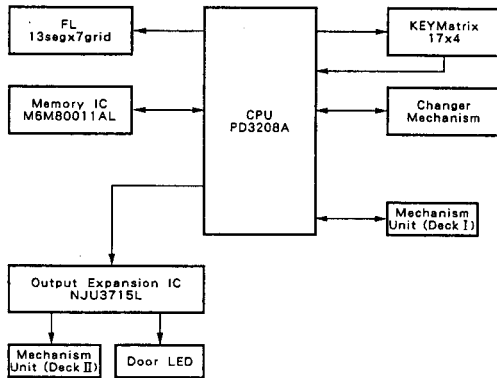 FL
13segx7grid
KEYMatrix
17x4
Memory IC
M6M80011AL
CPU
PD3208A
Changer
Mechanism
Mechanism
Unit (Deck I)
Output Expansion IC
NJU3715L
Mechanism
Unit (Deck II)
Door LED